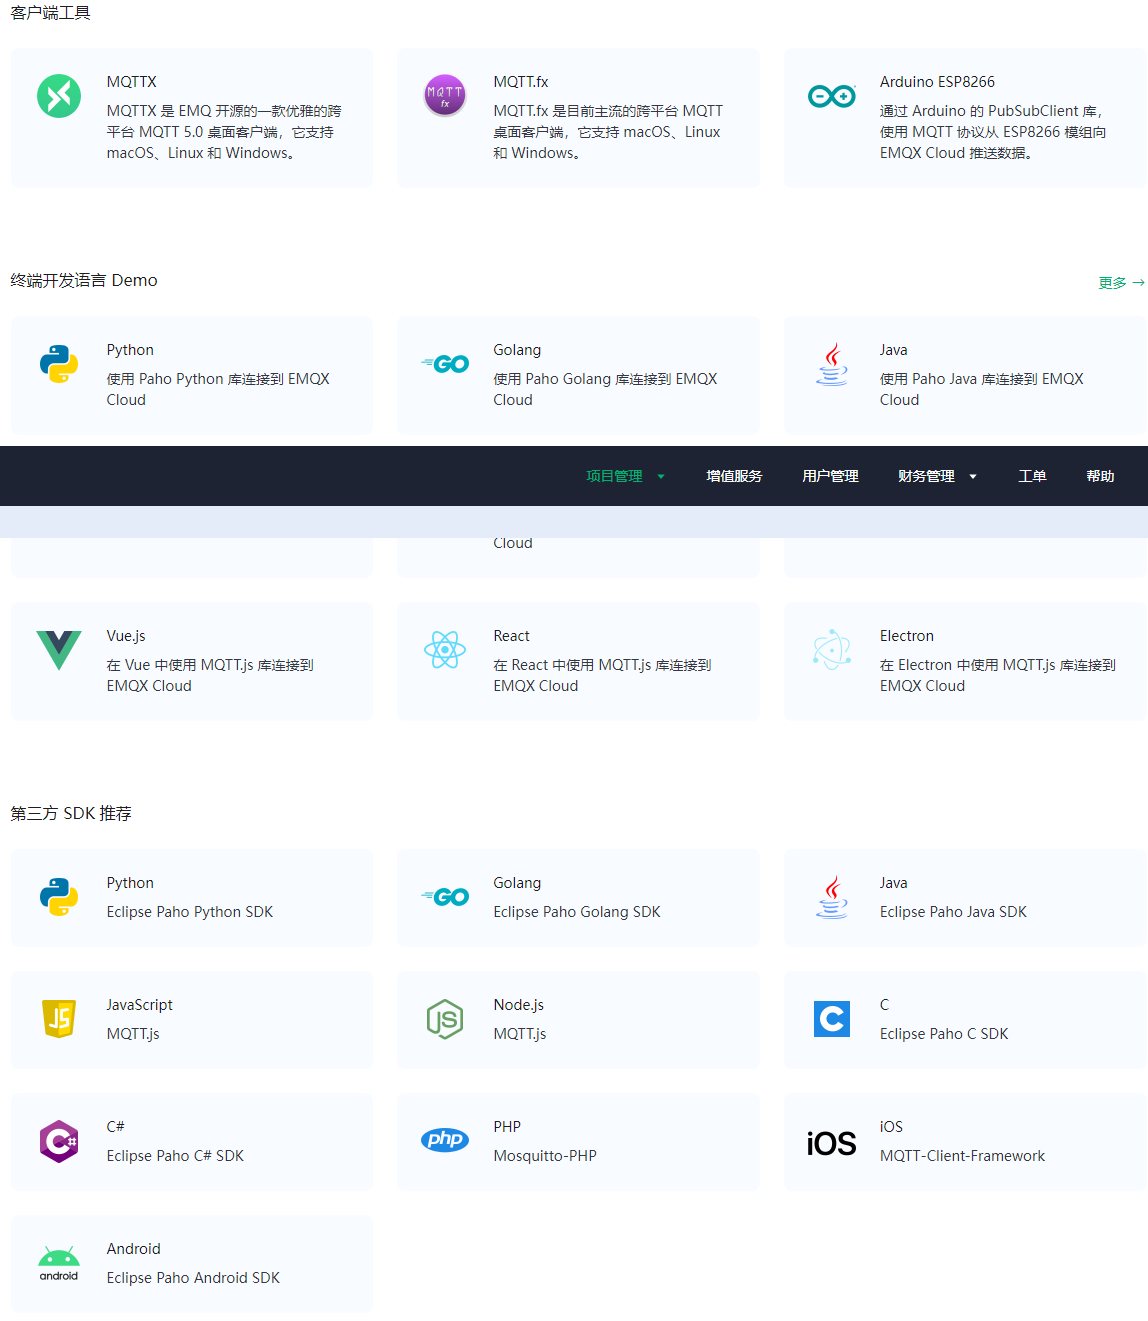 客户端工具
MQTTX
MQTTX 是 EMQ 开源的一款优雅的跨
平台 MQTT 5.0 桌面客户端，它支持
macOS、Linux 和 Windows。
MQTT
fx
MQTT.fx
MQTT.fx 是目前主流的跨平台 MQTT
桌面客户端，它支持 macOS、Linux
和 Windows。
Arduino ESP8266
通过 Arduino 的 PubSubClient 库，
使用 MQTT 协议从 ESP8266 模组向
EMQX Cloud 推送数据。
终端开发语言 Demo
更多 →
Python
使用 Paho Python 库连接到 EMQX
Cloud
GO
Golang
使用 Paho Golang 库连接到 EMQX
Cloud
Java
使用 Paho Java 库连接到 EMQX
Cloud
项目管理
增值服务
用户管理
财务管理
工单
帮助
Cloud
Vue.js
在 Vue 中使用 MQTT.js 库连接到
EMQX Cloud
React
在 React 中使用 MQTT.js 库连接到
EMQX Cloud
Electron
在 Electron 中使用 MQTT.js 库连接到
EMQX Cloud
第三方 SDK 推荐
Python
Eclipse Paho Python SDK
GO
Golang
Eclipse Paho Golang SDK
Java
Eclipse Paho Java SDK
JS
JavaScript
MQTT.js
JS
Node.js
MQTT.js
C
C
Eclipse Paho C SDK
C#
C#
Eclipse Paho C# SDK
php
PHP
Mosquitto-PHP
iOS
iOS
MQTT-Client-Framework
android
Android
Eclipse Paho Android SDK